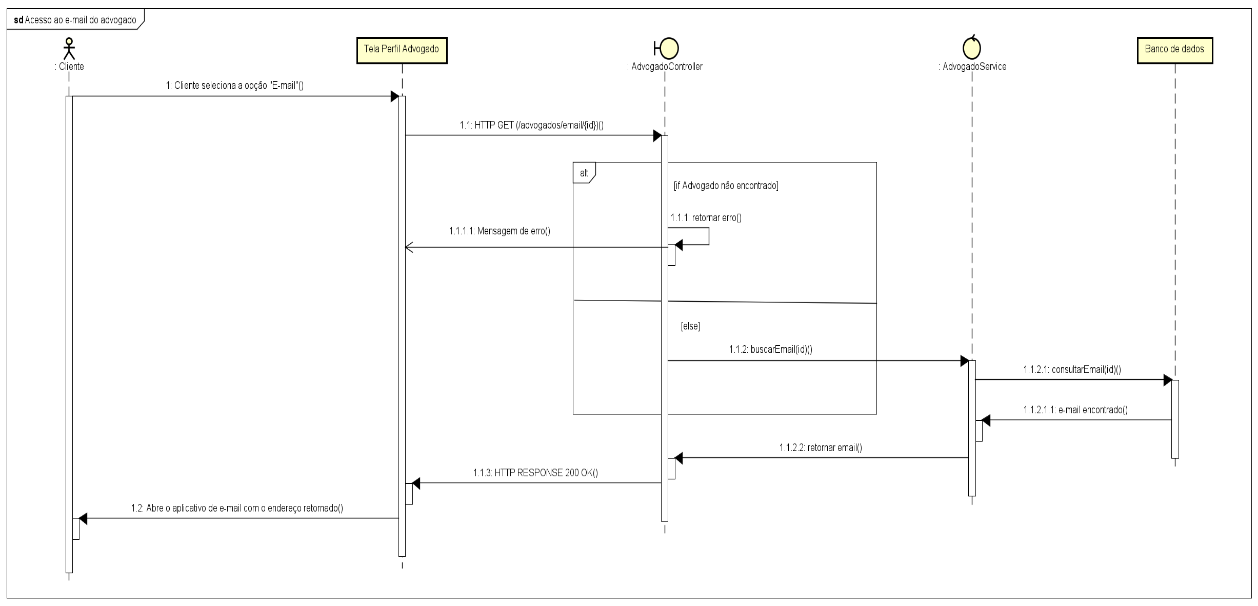 sd Acesso ao e-mail do advogado
: Cliente
Tela Perfil Advogado
AdvogadoController
: AdvogadoService
Banco de dados
1. Cliente seleciona a opção "E-mail"()
1.1: HTTP GET (/advogados/email/{id})()
alt
[if Advogado não encontrado]
1.1.1: retornar erro()
1.1.1.1: Mensagem de erro()
[else]
1.1.2: buscarEmail(id)()
1.1.2.1: consultarEmail(id)()
1.1.2.1.1: e-mail encontrado()
1.1.2.2: retornar email()
1.1.3: HTTP RESPONSE 200 OK()
1.2. Abre o aplicativo de e-mail com o endereço retornado()